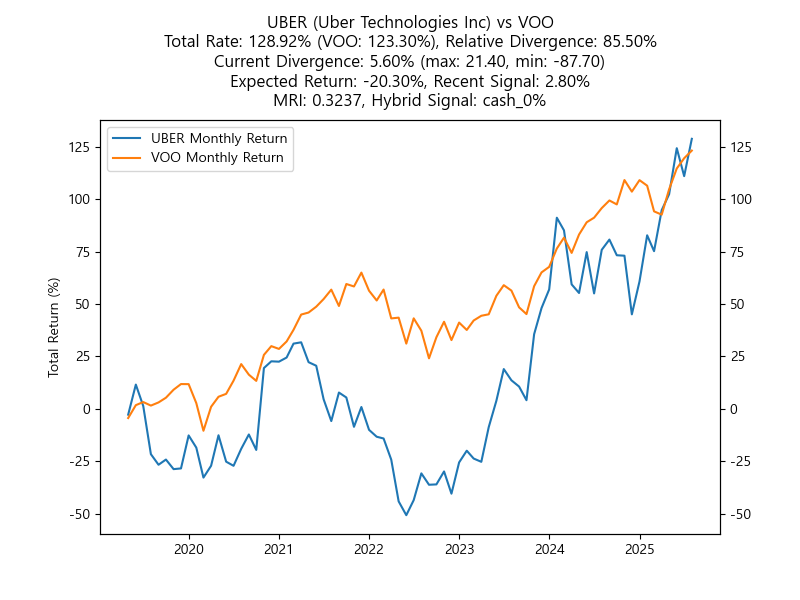 UBER (Uber Technologies Inc) vs VOO
Total Rate: 128.92% (VOO: 123.30%), Relative Divergence: 85.50%
Current Divergence: 5.60% (max: 21.40, min: -87.70)
Expected Return: -20.30%, Recent Signal: 2.80%
MRI: 0.3237, Hybrid Signal: cash_0%
UBER Monthly Return
VOO Monthly Return
Total Return (%)
125
100
75
50
25
0
-25
-50
125
100
75
50
25
0
-25
-50
2020
2021
2022
2023
2024
2025